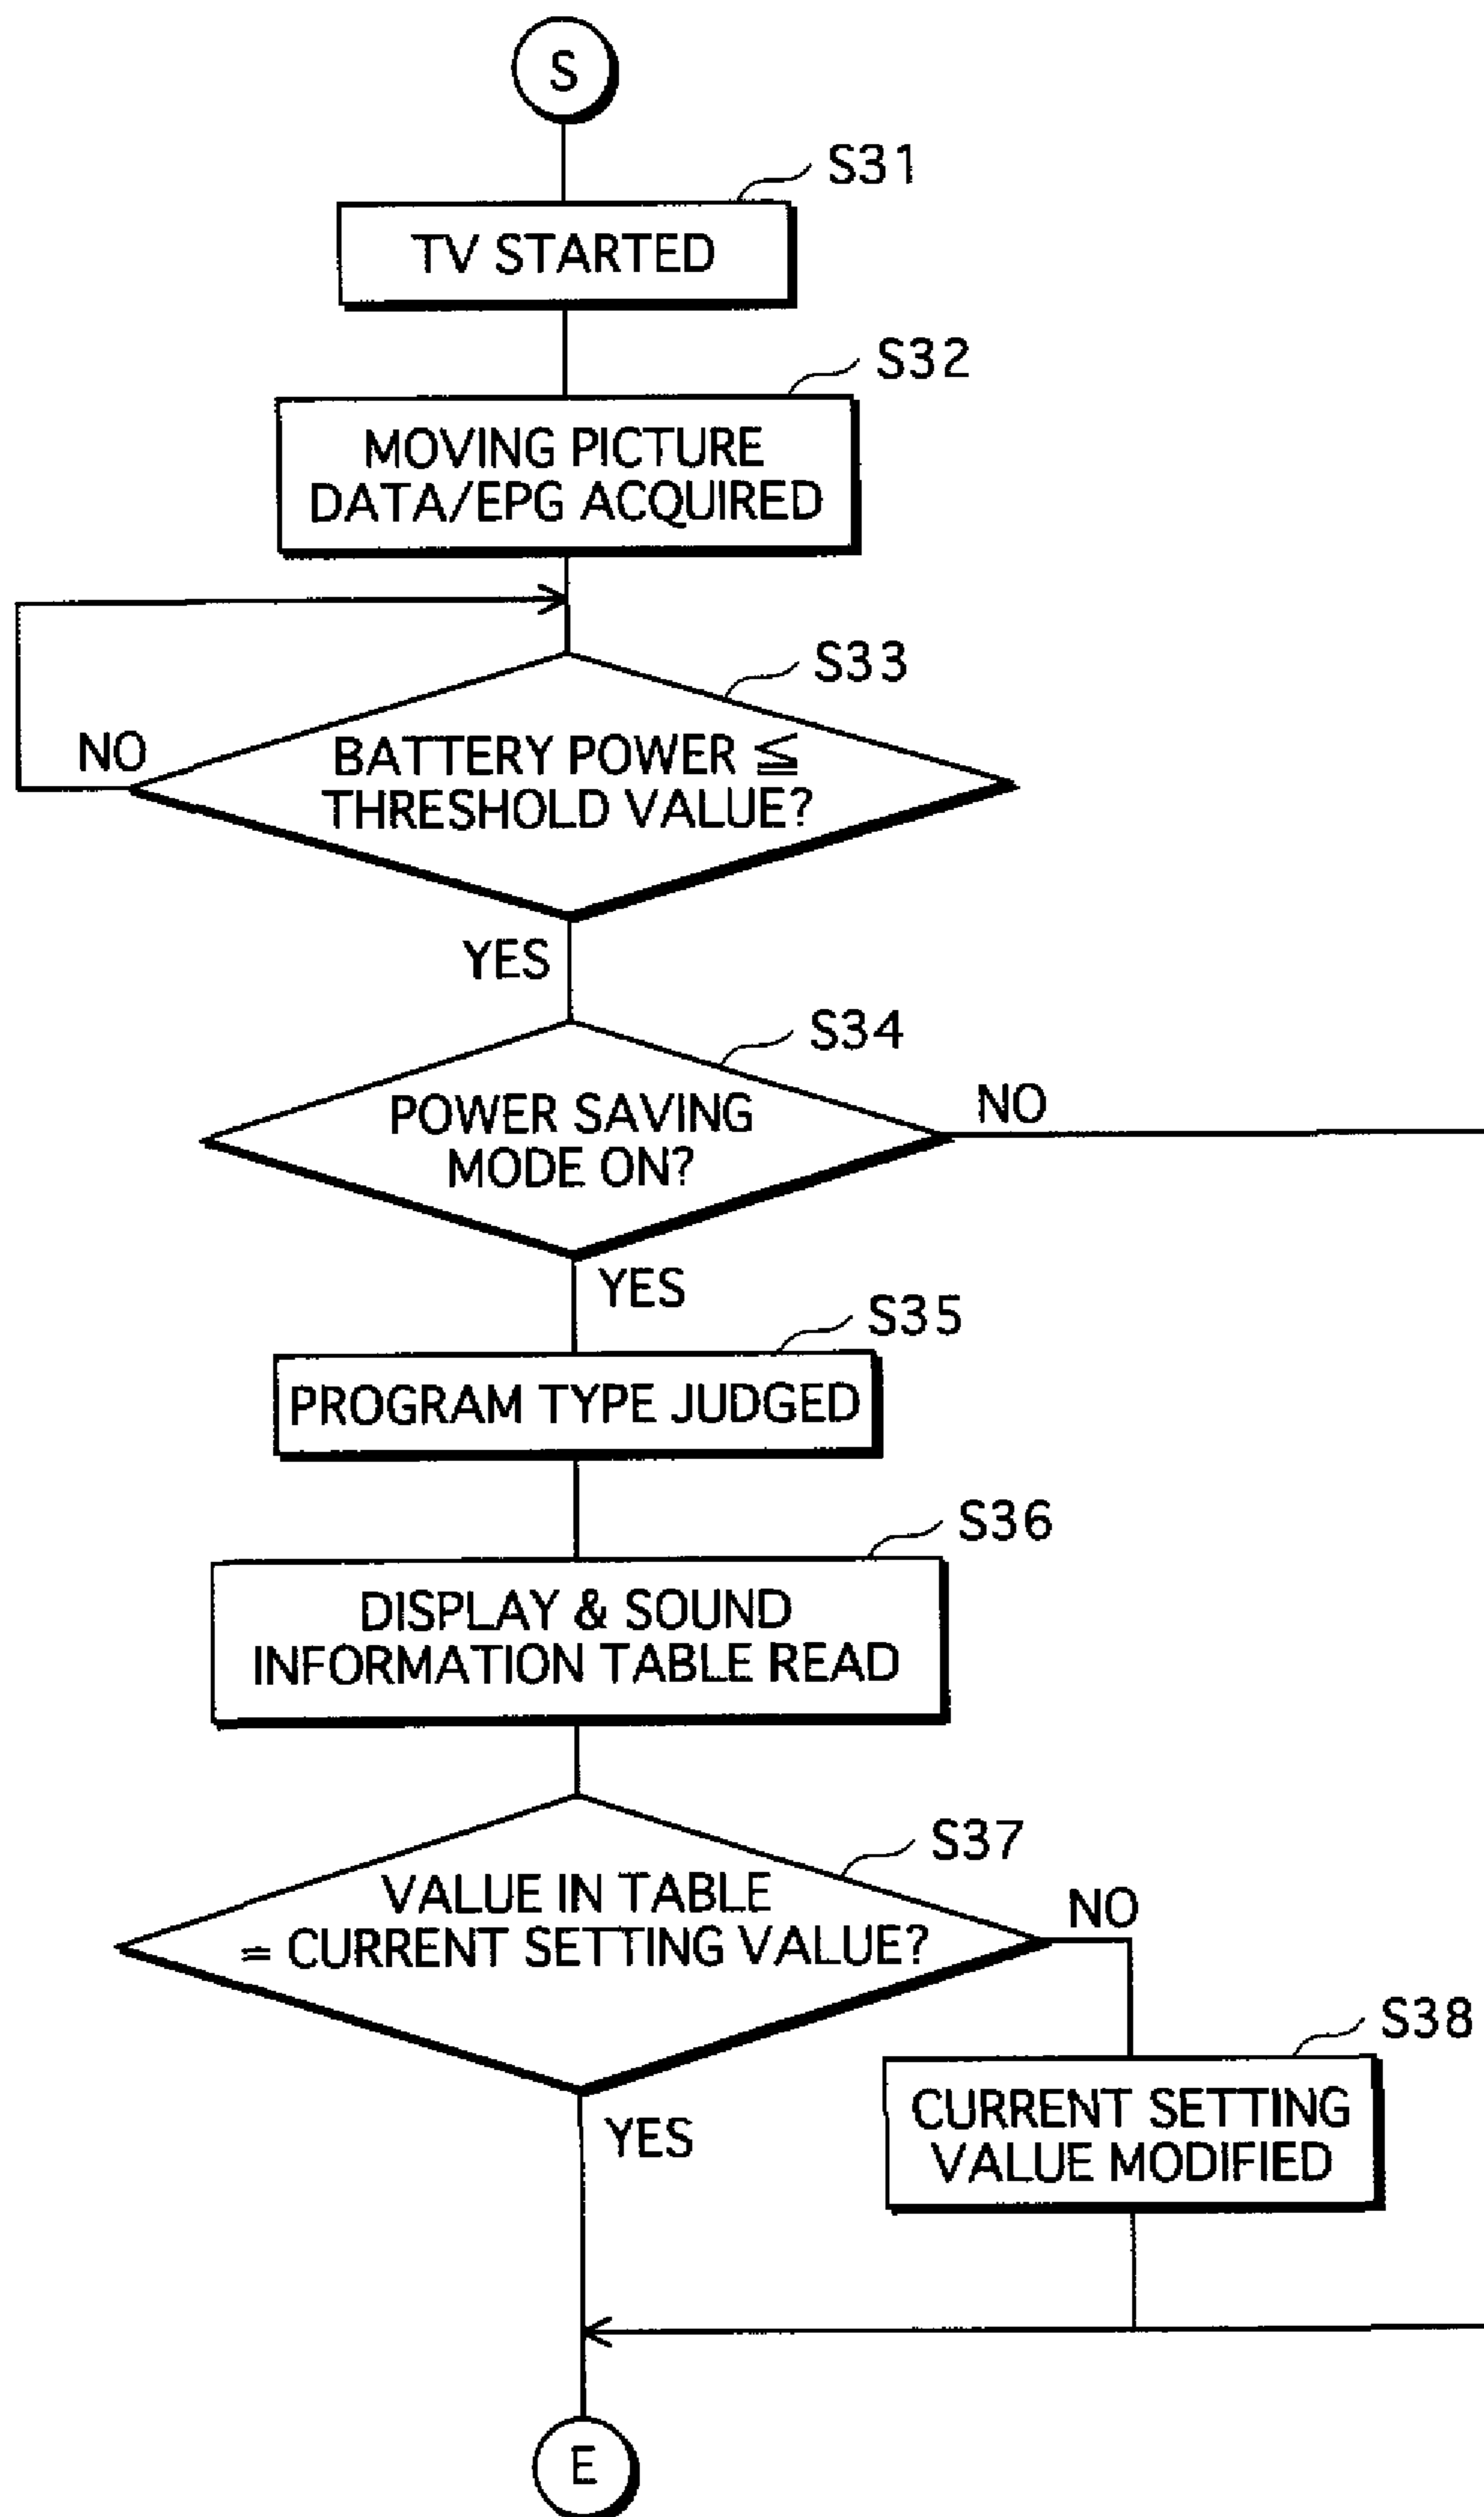 S
S31
TV STARTED
S32
MOVING PICTURE
DATA/EPG ACQUIRED
S33
NO
BATTERY POWER ≦
THRESHOLD VALUE?
YES
S34
NO
POWER SAVING
MODE ON?
YES
S35
PROGRAM TYPE JUDGED
S36
DISPLAY & SOUND
INFORMATION TABLE READ
S37
VALUE IN TABLE
= CURRENT SETTING VALUE?
NO
S38
CURRENT SETTING
VALUE MODIFIED
YES
E